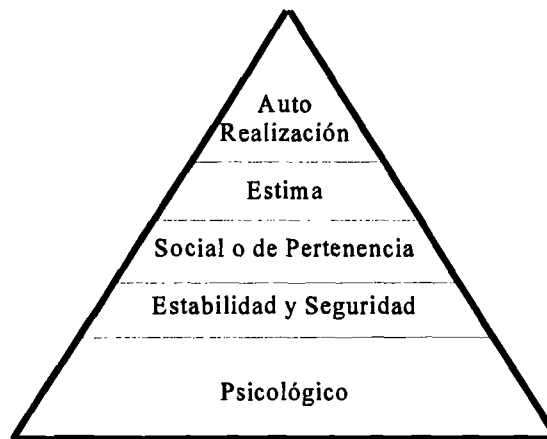 Auto
Realización
Estima
Social o de Pertenencia
Estabilidad y Seguridad
Psicológico